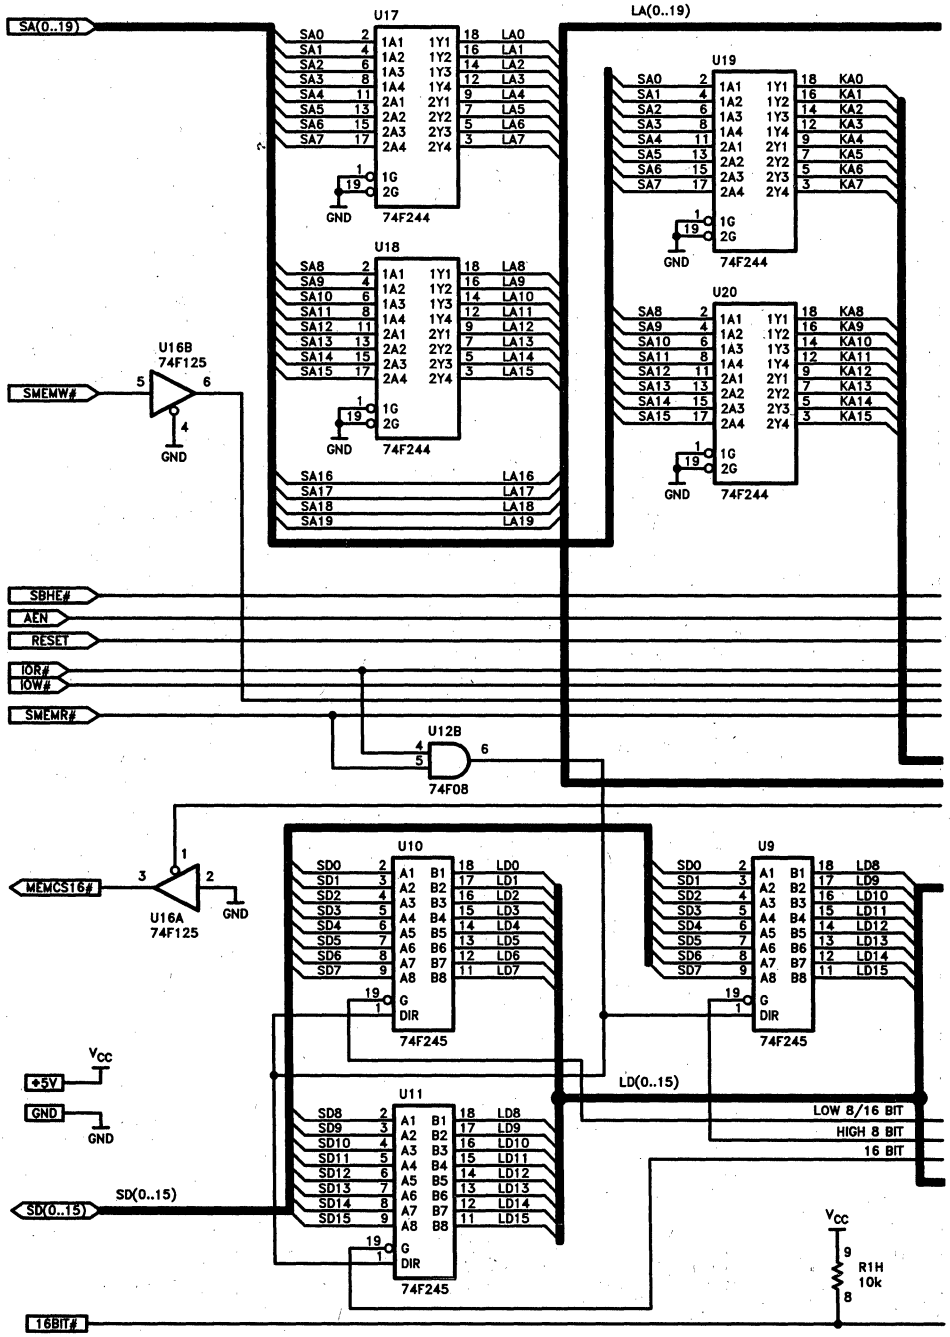 SA(0..19)
U17
LA(0..19)
SA0 2 1A1 1Y1 18 LA0
SA1 4 1A2 1Y2 16 LA1
SA2 6 1A3 1Y3 14 LA2
SA3 8 1A4 1Y4 12 LA3
SA4 11 2A1 2Y1 9 LA4
SA5 13 2A2 2Y2 7 LA5
SA6 15 2A3 2Y3 5 LA6
SA7 17 2A4 2Y4 3 LA7
1 1G
19 2G
GND
74F244
U19
SA0 2 1A1 1Y1 18 KA0
SA1 4 1A2 1Y2 16 KA1
SA2 6 1A3 1Y3 14 KA2
SA3 8 1A4 1Y4 12 KA3
SA4 11 2A1 2Y1 9 KA4
SA5 13 2A2 2Y2 7 KA5
SA6 15 2A3 2Y3 5 KA6
SA7 17 2A4 2Y4 3 KA7
1 1G
19 2G
GND
74F244
U18
SA8 2 1A1 1Y1 18 LA8
SA9 4 1A2 1Y2 16 LA9
SA10 6 1A3 1Y3 14 LA10
SA11 8 1A4 1Y4 12 LA11
SA12 11 2A1 2Y1 9 LA12
SA13 13 2A2 2Y2 7 LA13
SA14 15 2A3 2Y3 5 LA14
SA15 17 2A4 2Y4 3 LA15
1 1G
19 2G
GND
74F244
U20
SA8 2 1A1 1Y1 18 KA8
SA9 4 1A2 1Y2 16 KA9
SA10 6 1A3 1Y3 14 KA10
SA11 8 1A4 1Y4 12 KA11
SA12 11 2A1 2Y1 9 KA12
SA13 13 2A2 2Y2 7 KA13
SA14 15 2A3 2Y3 5 KA14
SA15 17 2A4 2Y4 3 KA15
1 1G
19 2G
GND
74F244
U16B
74F125
SMEMW# 5 6
4
GND
SA16 LA16
SA17 LA17
SA18 LA18
SA19 LA19
SBHE#
AEN
RESET
IOR#
IOW#
SMEMR#
U12B
4
5 6
74F08
1
MEMCS16# 3 2
GND
U16A
74F125
U10
SD0 2 A1 B1 18 LD0
SD1 3 A2 B2 17 LD1
SD2 4 A3 B3 16 LD2
SD3 5 A4 B4 15 LD3
SD4 6 A5 B5 14 LD4
SD5 7 A6 B6 13 LD5
SD6 8 A7 B7 12 LD6
SD7 9 A8 B8 11 LD7
19 G
1 DIR
74F245
U9
SD0 2 A1 B1 18 LD8
SD1 3 A2 B2 17 LD9
SD2 4 A3 B3 16 LD10
SD3 5 A4 B4 15 LD11
SD4 6 A5 B5 14 LD12
SD5 7 A6 B6 13 LD13
SD6 8 A7 B7 12 LD14
SD7 9 A8 B8 11 LD15
19 G
1 DIR
74F245
VCC
+5V
GND
GND
LD(0..15)
LOW 8/16 BIT
HIGH 8 BIT
16 BIT
U11
SD8 2 A1 B1 18 LD8
SD9 3 A2 B2 17 LD9
SD10 4 A3 B3 16 LD10
SD11 5 A4 B4 15 LD11
SD12 6 A5 B5 14 LD12
SD13 7 A6 B6 13 LD13
SD14 8 A7 B7 12 LD14
SD15 9 A8 B8 11 LD15
19 G
1 DIR
74F245
SD(0..15)
SD(0..15)
VCC
9
R1H
10k
8
16BIT#